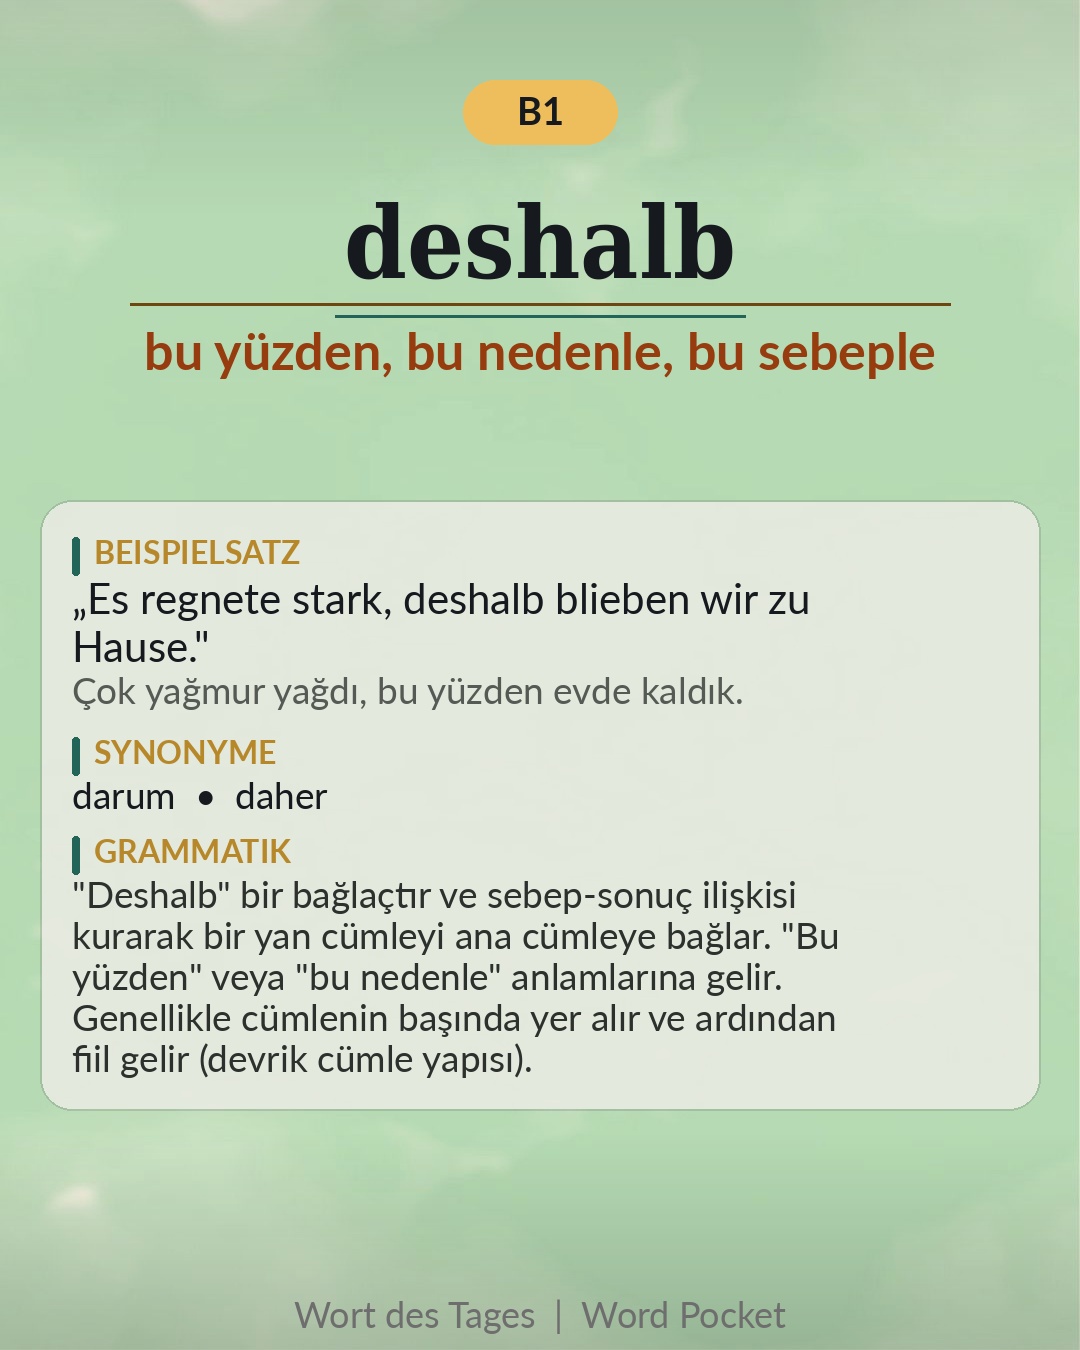 B1
deshalb
bu yüzden, bu nedenle, bu sebeple
BEISPIELSATZ
„Es regnete stark, deshalb blieben wir zu
Hause."
Çok yağmur yağdı, bu yüzden evde kaldık.
SYNONYME
darum • daher
GRAMMATIK
"Deshalb" bir bağlaçtır ve sebep-sonuç ilişkisi
kurarak bir yan cümleyi ana cümleye bağlar. "Bu
yüzden" veya "bu nedenle" anlamlarına gelir.
Genellikle cümlenin başında yer alır ve ardından
fiil gelir (devrik cümle yapısı).
Wort des Tages | Word Pocket